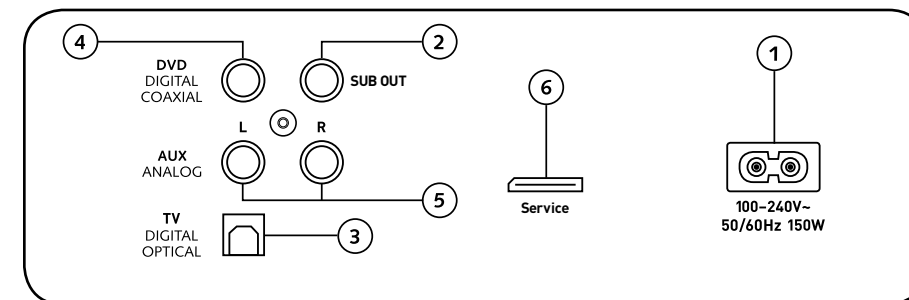 4
2
1
DVD
DIGITAL
COAXIAL
SUB OUT
6
L
R
AUX
ANALOG
5
Service
100–240V~
50/60Hz 150W
TV
DIGITAL
OPTICAL
3